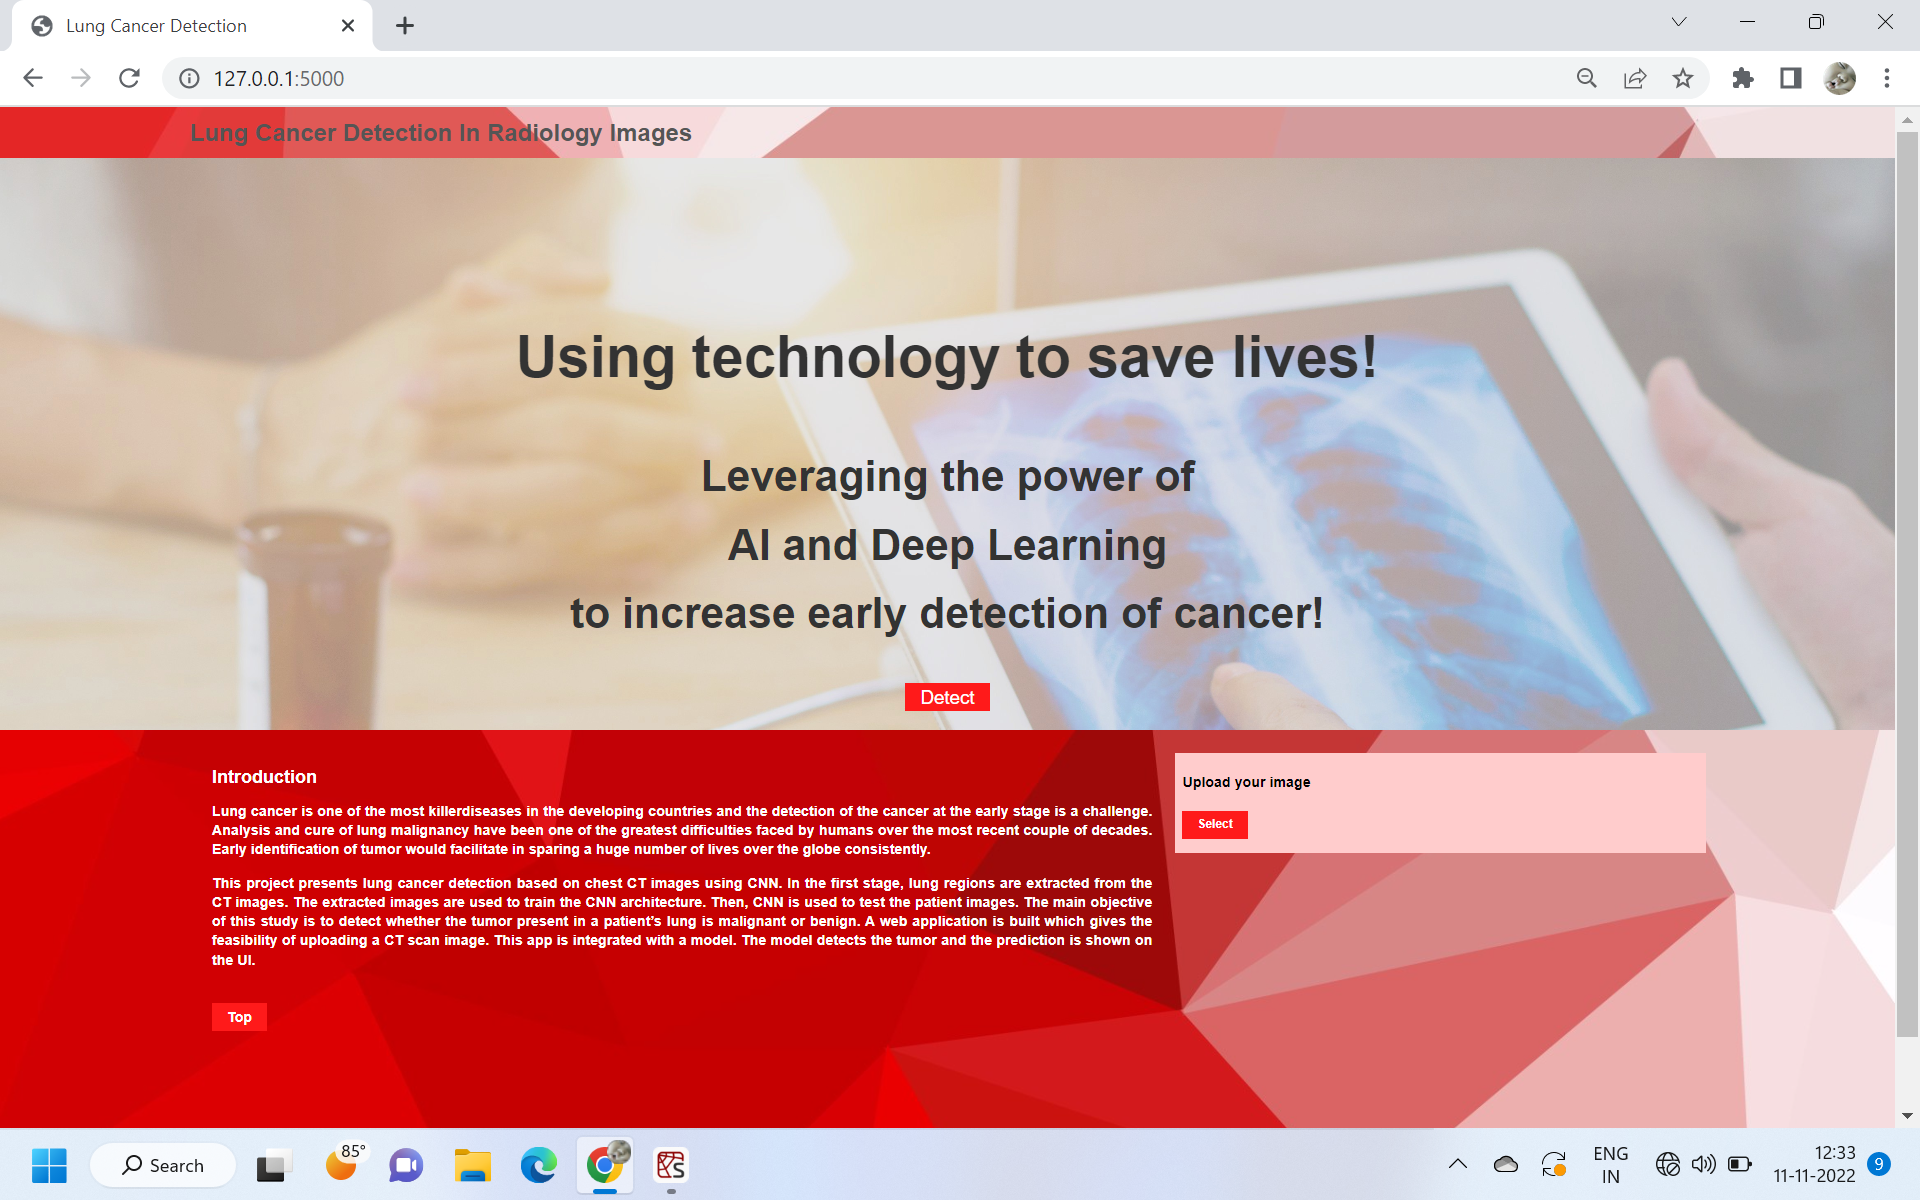 Lung Cancer Detection
127.0.0.1:5000
Lung Cancer Detection In Radiology Images
Using technology to save lives!
Leveraging the power of
AI and Deep Learning
to increase early detection of cancer!
Detect
Introduction
Lung cancer is one of the most killerdiseases in the developing countries and the detection of the cancer at the early stage is a challenge.
Analysis and cure of lung malignancy have been one of the greatest difficulties faced by humans over the most recent couple of decades.
Early identification of tumor would facilitate in sparing a huge number of lives over the globe consistently.
This project presents lung cancer detection based on chest CT images using CNN. In the first stage, lung regions are extracted from the
CT images. The extracted images are used to train the CNN architecture. Then, CNN is used to test the patient images. The main objective
of this study is to detect whether the tumor present in a patient’s lung is malignant or benign. A web application is built which gives the
feasibility of uploading a CT scan image. This app is integrated with a model. The model detects the tumor and the prediction is shown on
the UI.
Top
Upload your image
Select
Search
85°
S
ENG
IN
12:33
11-11-2022
9